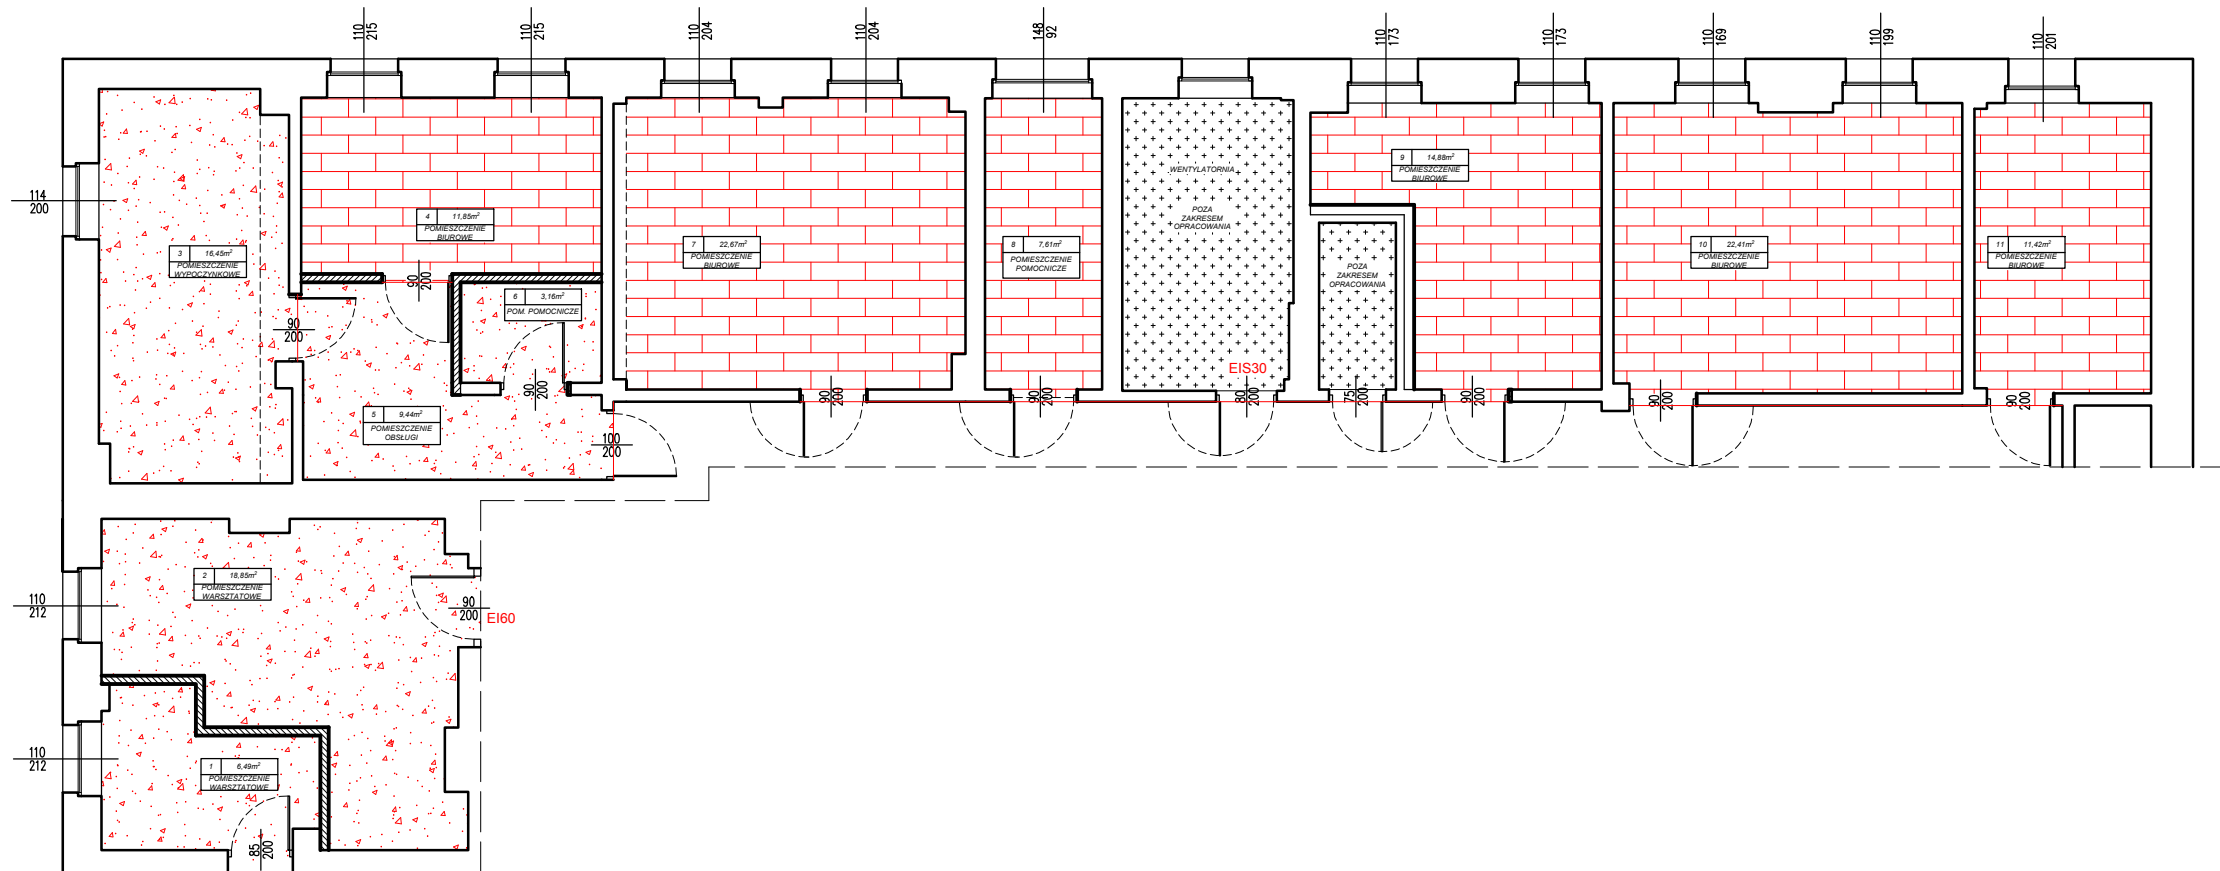 110
215
110
215
110
204
110
204
148
92
110
173
110
173
110
169
110
199
110
201
114
200
3 16,45m²
POMIESZCZENIE
WYPOCZYNKOWE
4 11,85m²
POMIESZCZENIE
BIUROWE
7 22,67m²
POMIESZCZENIE
BIUROWE
8 7,61m²
POMIESZCZENIE
POMOCNICZE
WENTYLATORNIA
POZA
ZAKRESEM
OPRACOWANIA
POZA
ZAKRESEM
OPRACOWANIA
9 14,88m²
POMIESZCZENIE
BIUROWE
10 22,41m²
POMIESZCZENIE
BIUROWE
11 11,42m²
POMIESZCZENIE
BIUROWE
90
200
90
200
6 3,16m²
POM. POMOCNICZE
90
200
5 9,44m²
POMIESZCZENIE
OBSŁUGI
100
200
90
200
90
200
EIS30
80
200
75
200
90
200
90
200
90
200
2 18,85m²
POMIESZCZENIE
WARSZTATOWE
110
212
90
200
EI60
110
212
1 6,49m²
POMIESZCZENIE
WARSZTATOWE
85
200